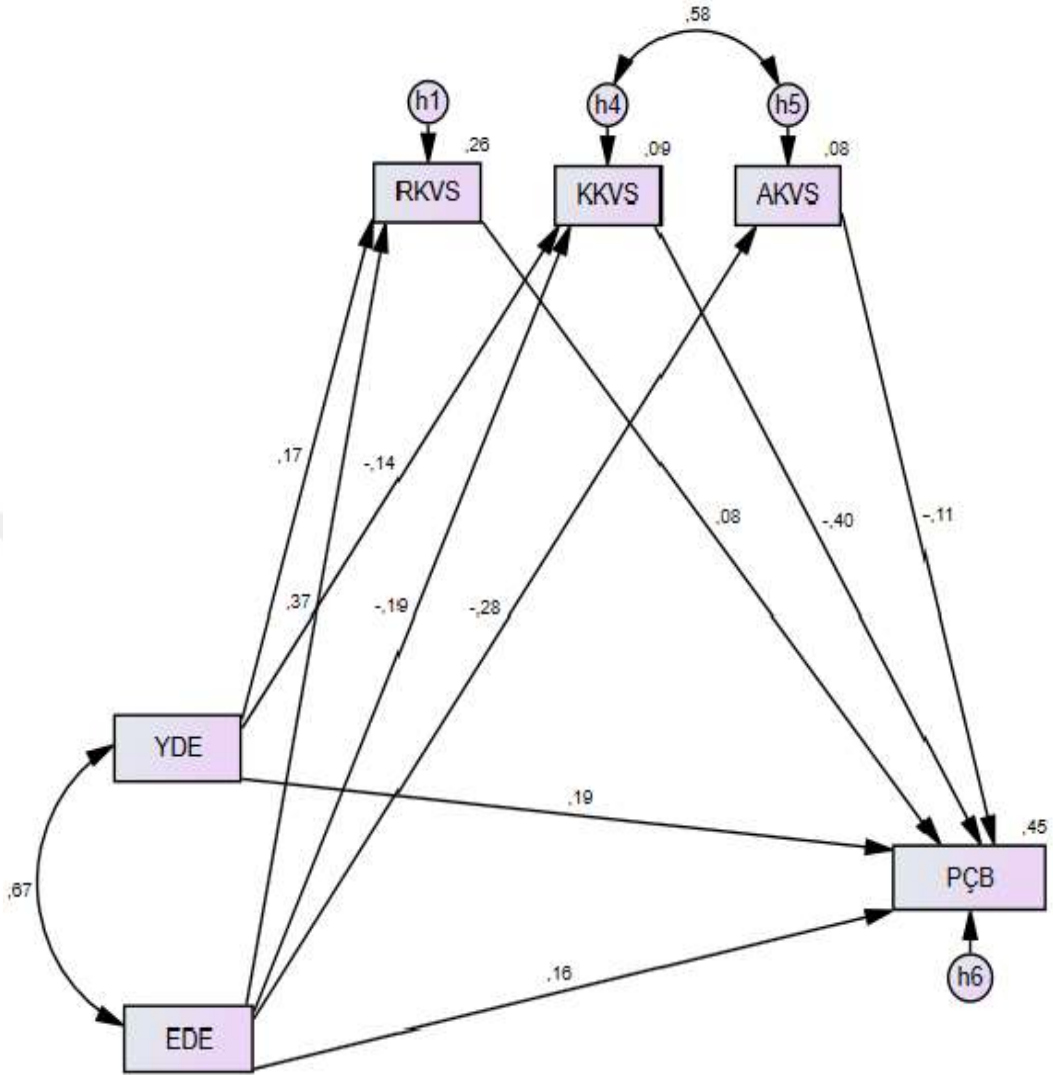 ,58
h1
h4
h5
,26
,09
,08
RKVS
KKVS
AKVS
,17
-,14
,08
-,40
-,11
,37
-,19
-,28
YDE
,19
,45
,67
PÇB
,16
h6
EDE